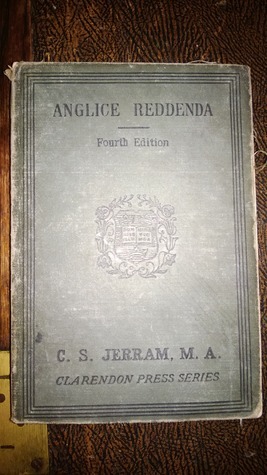 ANGLICE REDDENDA
Fourth Edition
C. S. JERRAM, M. A.
CLARENDON PRESS SERIES